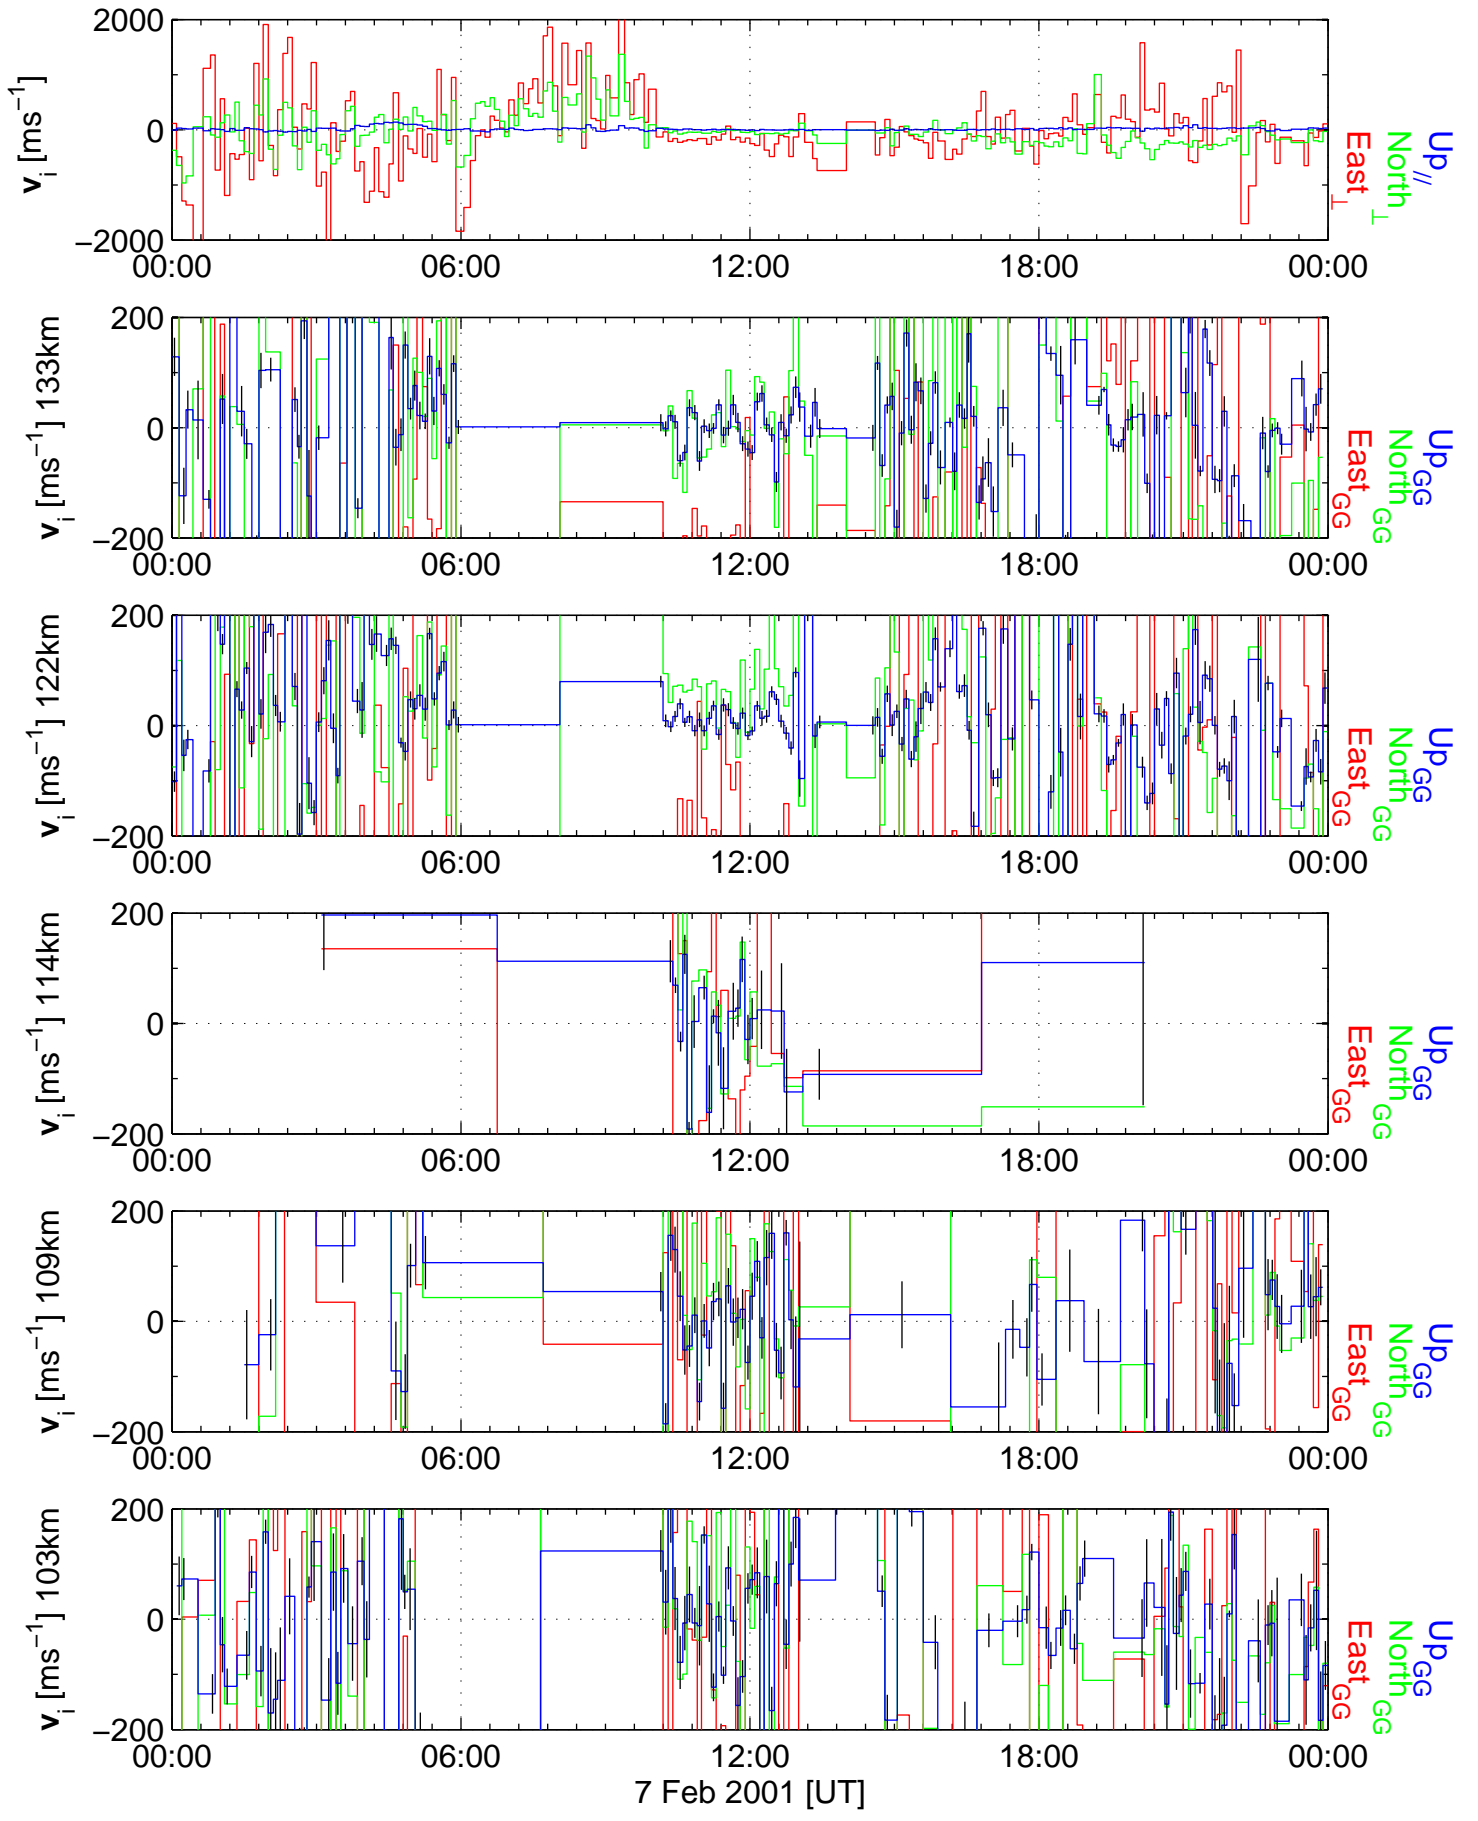 v_i [ms^−1]
2000
0
−2000
00:00 06:00 12:00 18:00 00:00
East_⊥
North_⊥
Up_//
v_i [ms^−1] 133km
200
0
−200
00:00 06:00 12:00 18:00 00:00
East_GG
North_GG
Up_GG
v_i [ms^−1] 122km
200
0
−200
00:00 06:00 12:00 18:00 00:00
East_GG
North_GG
Up_GG
v_i [ms^−1] 114km
200
0
−200
00:00 06:00 12:00 18:00 00:00
East_GG
North_GG
Up_GG
v_i [ms^−1] 109km
200
0
−200
00:00 06:00 12:00 18:00 00:00
East_GG
North_GG
Up_GG
v_i [ms^−1] 103km
200
0
−200
00:00 06:00 12:00 18:00 00:00
East_GG
North_GG
Up_GG
7 Feb 2001 [UT]